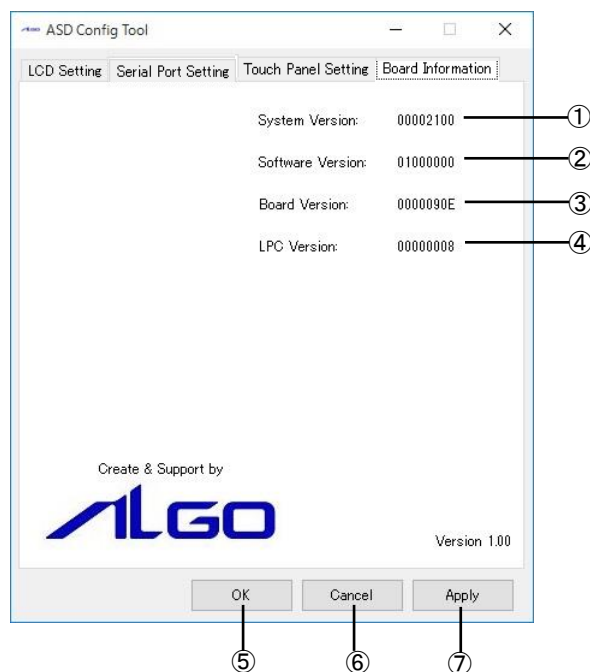 ASD Config Tool
LCD Setting Serial Port Setting Touch Panel Setting Board Information
System Version: 00002100 ①
Software Version: 01000000 ②
Board Version: 0000090E ③
LPC Version: 00000008 ④
Create & Support by
ALGO
Version 1.00
OK Cancel Apply
⑤ ⑥ ⑦